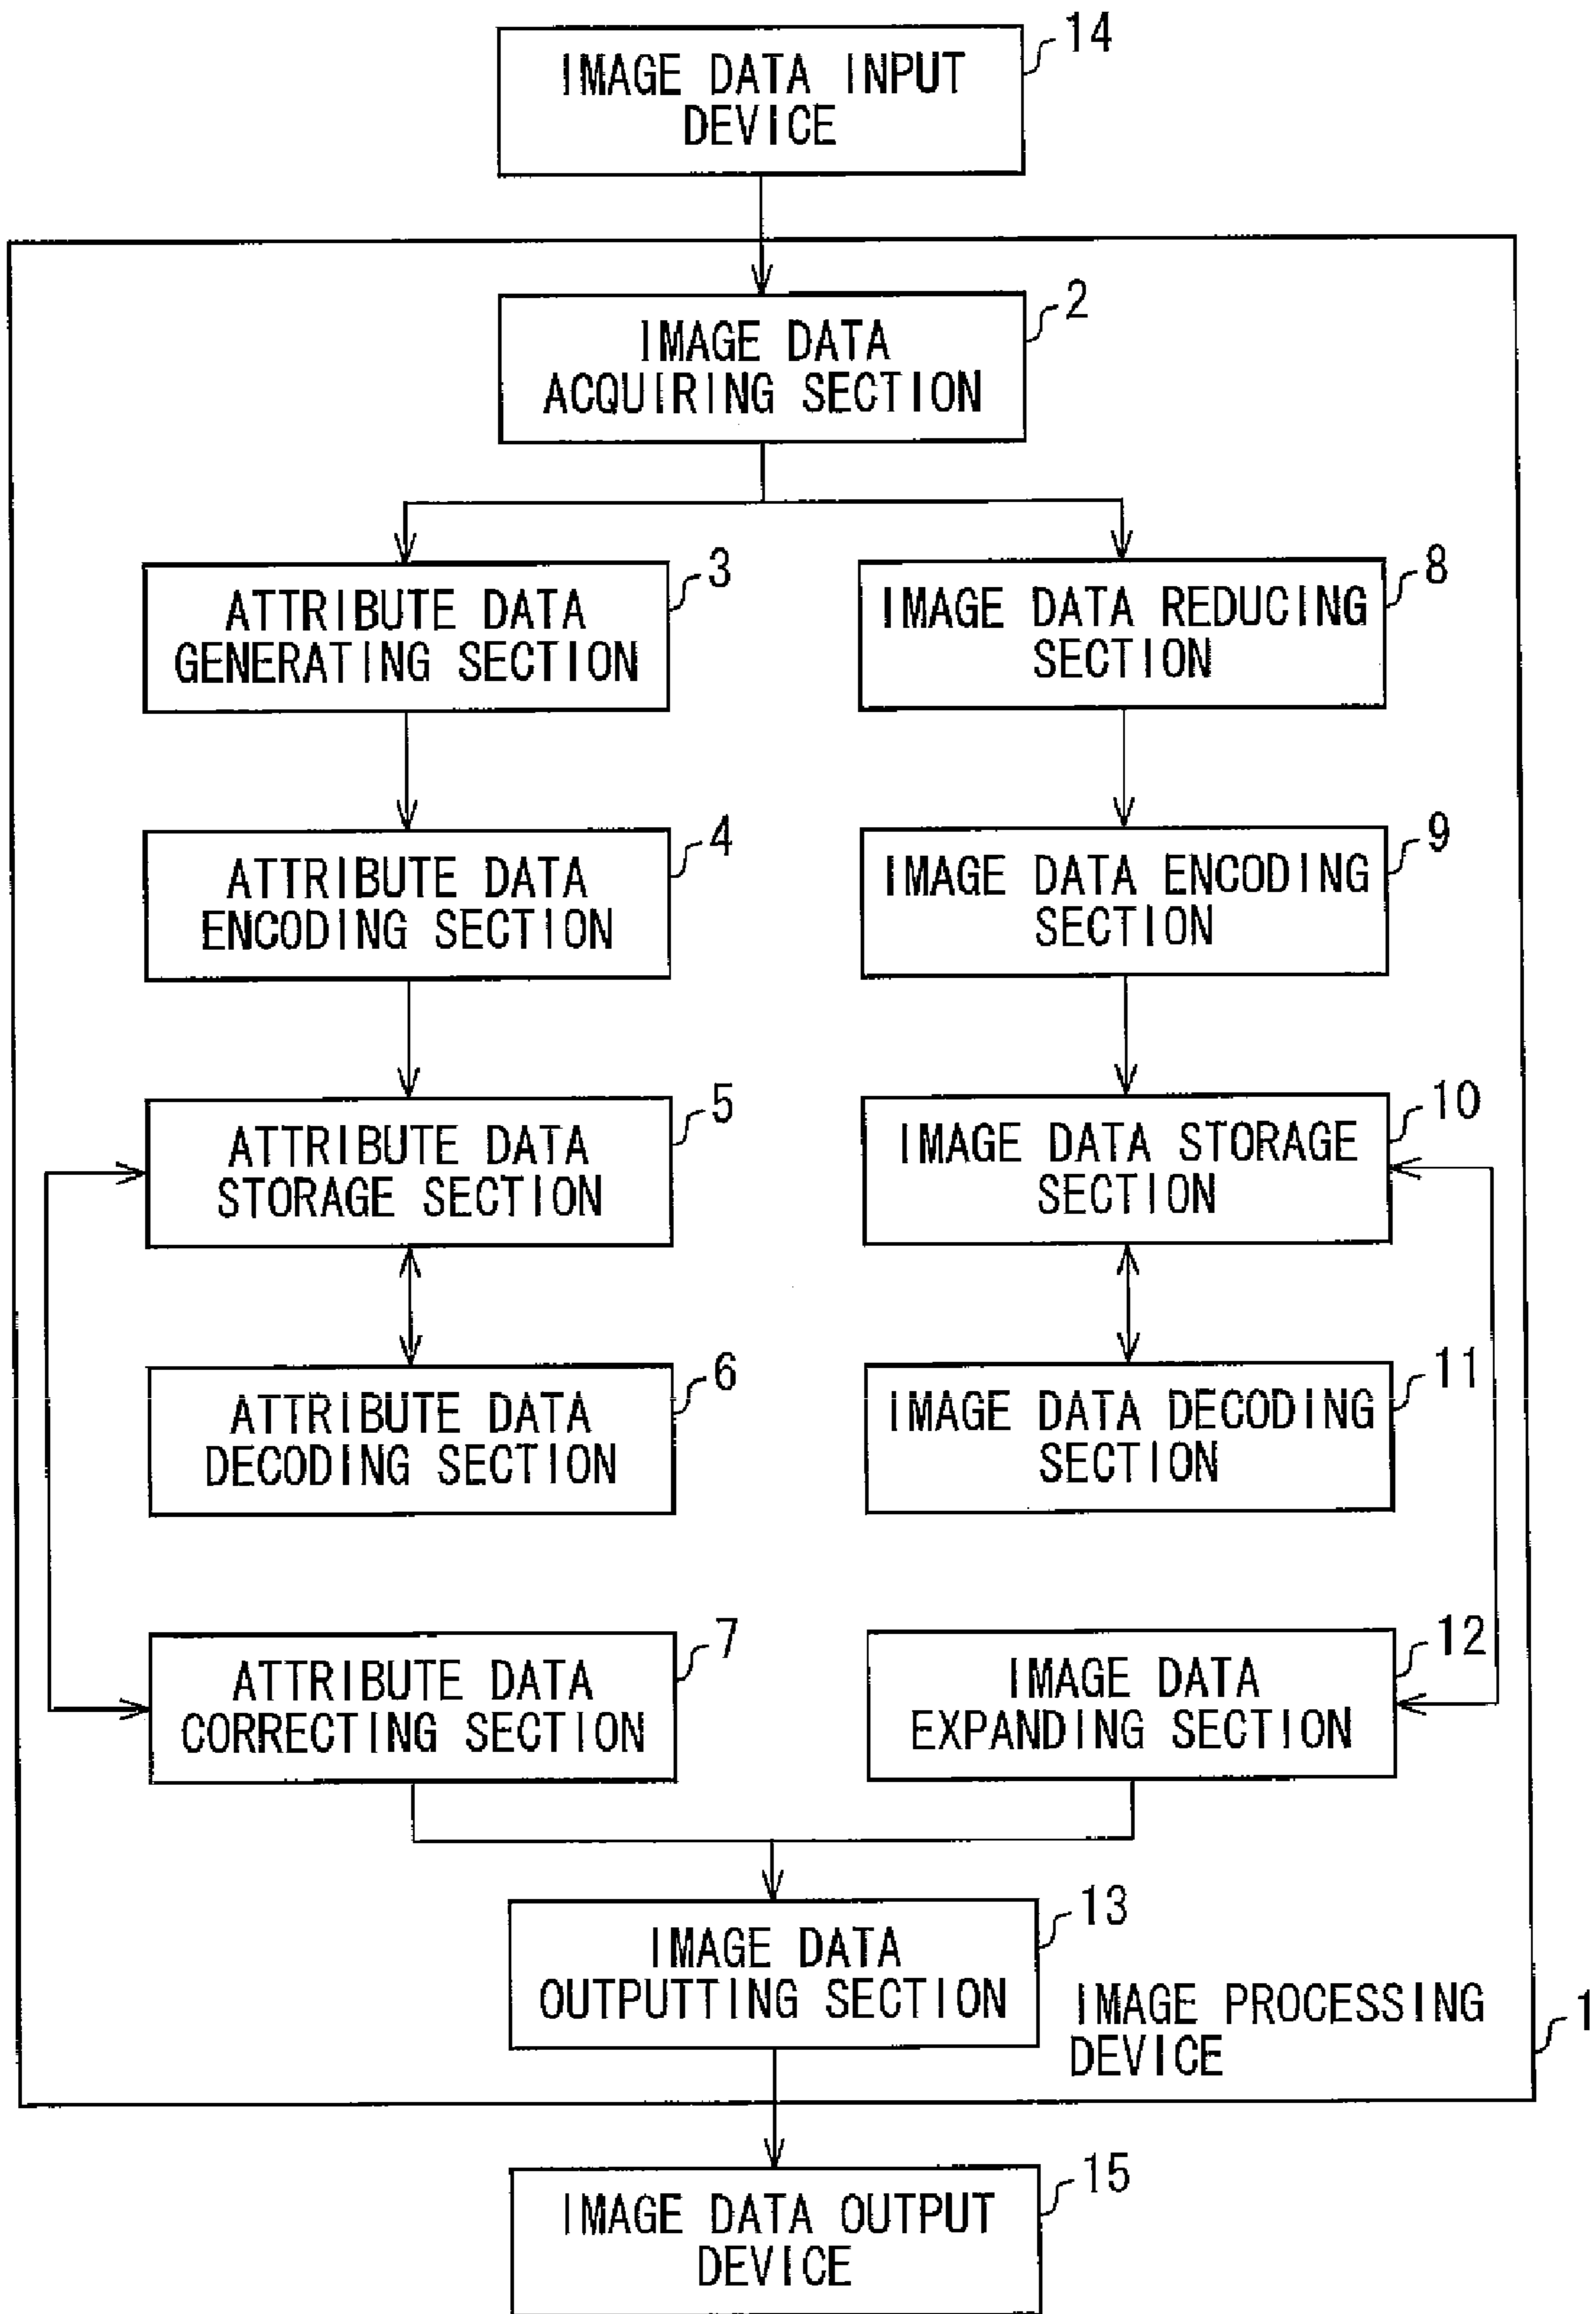 14
IMAGE DATA INPUT
DEVICE
2
IMAGE DATA
ACQUIRING SECTION
3
ATTRIBUTE DATA
GENERATING SECTION
8
IMAGE DATA REDUCING
SECTION
4
ATTRIBUTE DATA
ENCODING SECTION
9
IMAGE DATA ENCODING
SECTION
5
ATTRIBUTE DATA
STORAGE SECTION
10
IMAGE DATA STORAGE
SECTION
6
ATTRIBUTE DATA
DECODING SECTION
11
IMAGE DATA DECODING
SECTION
7
ATTRIBUTE DATA
CORRECTING SECTION
12
IMAGE DATA
EXPANDING SECTION
13
IMAGE DATA
OUTPUTTING SECTION
IMAGE PROCESSING
DEVICE
1
15
IMAGE DATA OUTPUT
DEVICE